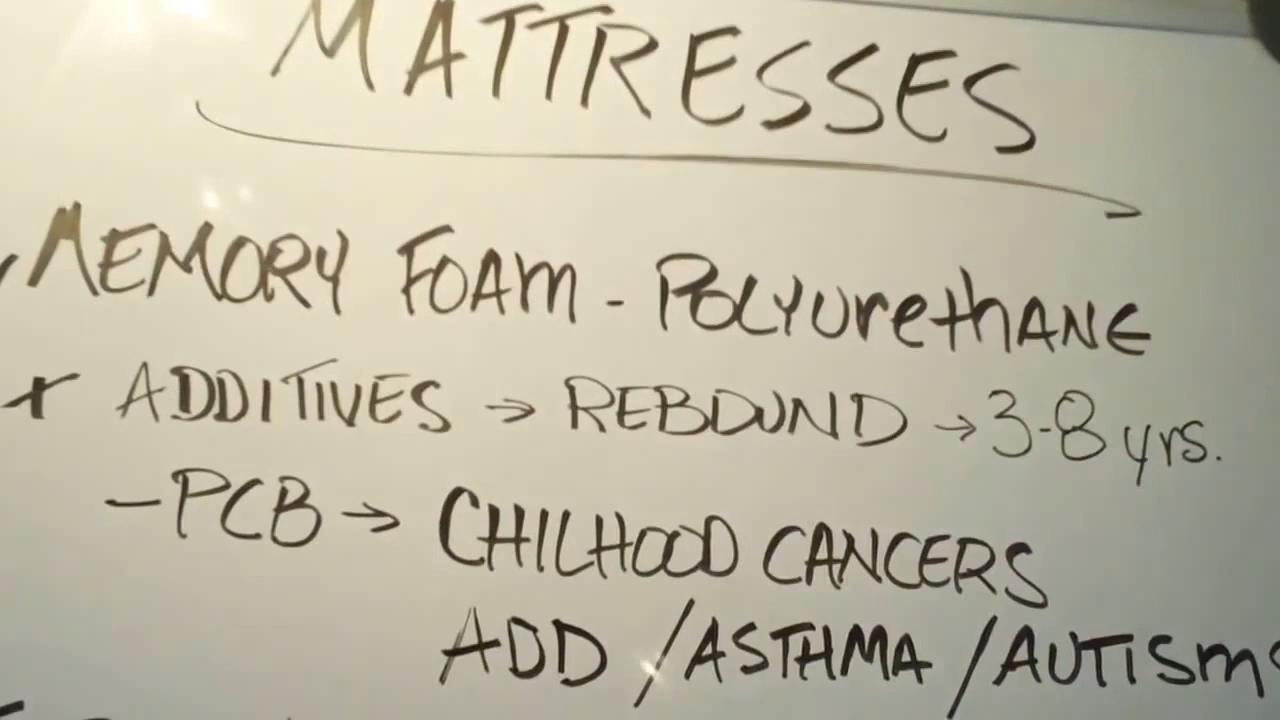 MATTRESSES
MEMORY FOAM - POLYUrethANE
+ ADDITIVES → REBOUND → 3-8 yrs.
- PCB → CHILHOOD CANCERS
ADD / ASTHMA / AUTISM